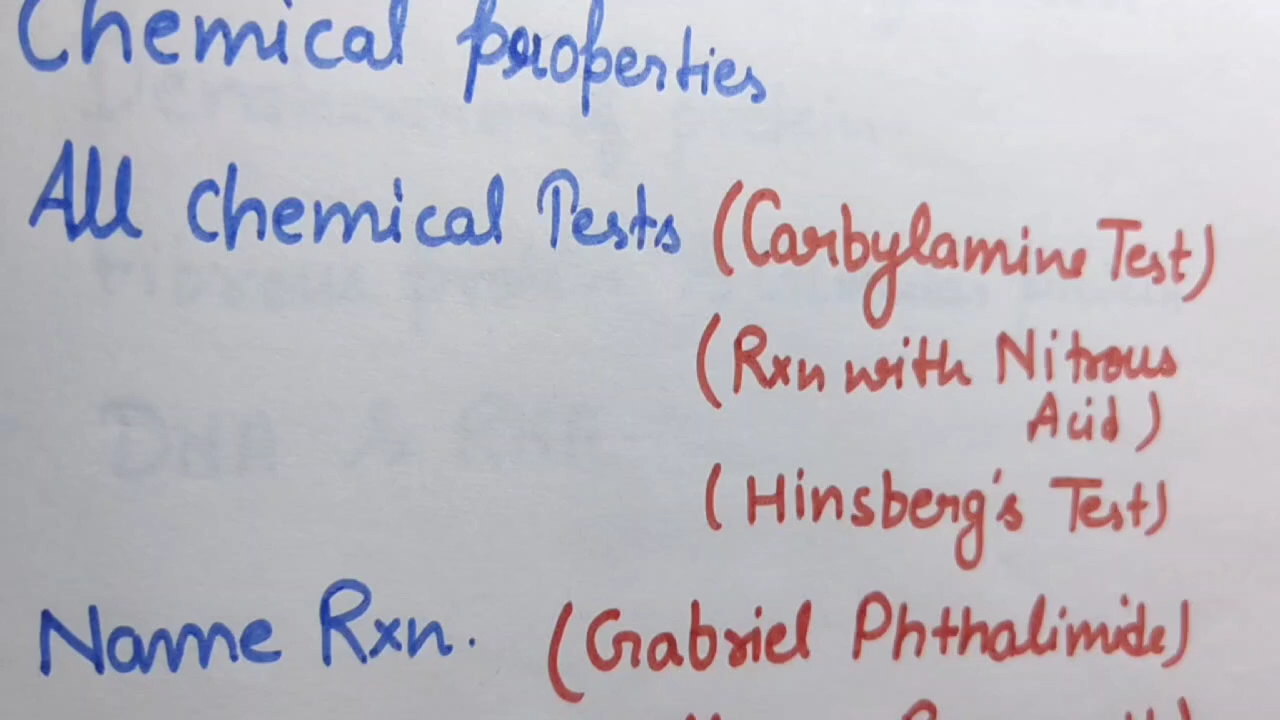 Chemical properties
All Chemical Tests (Carbylamine Test)
(Rxn with Nitrous
Acid)
(Hinsberg's Test)
Name Rxn. (Gabriel Phthalimide)